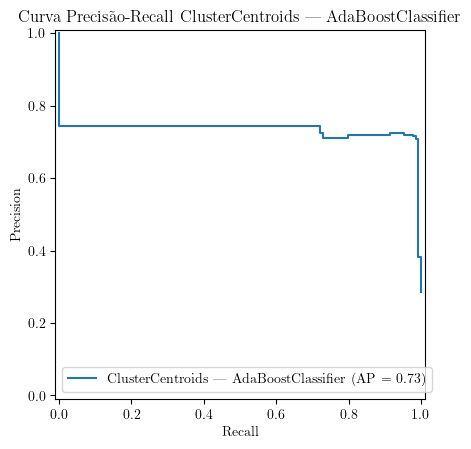 Curva Precisão-Recall ClusterCentroids — AdaBoostClassifier
1.0
0.8
0.6
0.4
0.2
0.0
Precision
ClusterCentroids — AdaBoostClassifier (AP = 0.73)
0.0 0.2 0.4 0.6 0.8 1.0
Recall